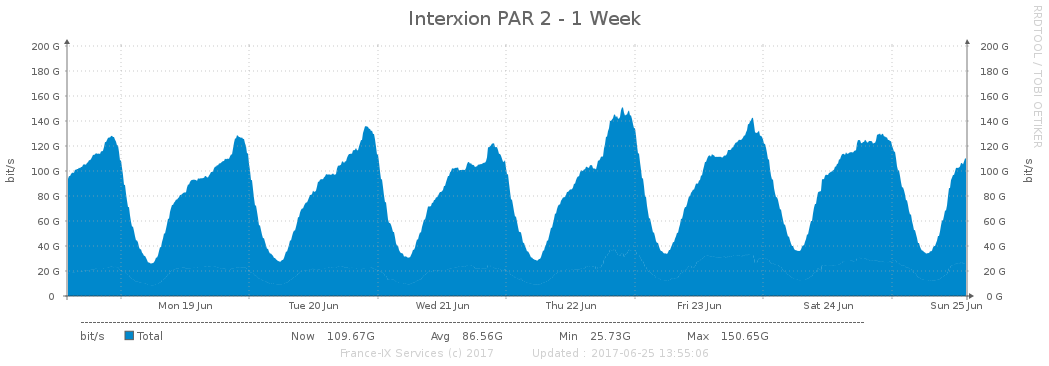 Interxion PAR 2 - 1 Week
RRDTOOL / TOBI OETIKER
bit/s
bit/s
200 G 200 G
180 G 180 G
160 G 160 G
140 G 140 G
120 G 120 G
100 G 100 G
80 G 80 G
60 G 60 G
40 G 40 G
20 G 20 G
0 0 G
Mon 19 Jun Tue 20 Jun Wed 21 Jun Thu 22 Jun Fri 23 Jun Sat 24 Jun Sun 25 Jun
bit/s Total Now 109.67G Avg 86.56G Min 25.73G Max 150.65G
France-IX Services (c) 2017 Updated : 2017-06-25 13:55:06